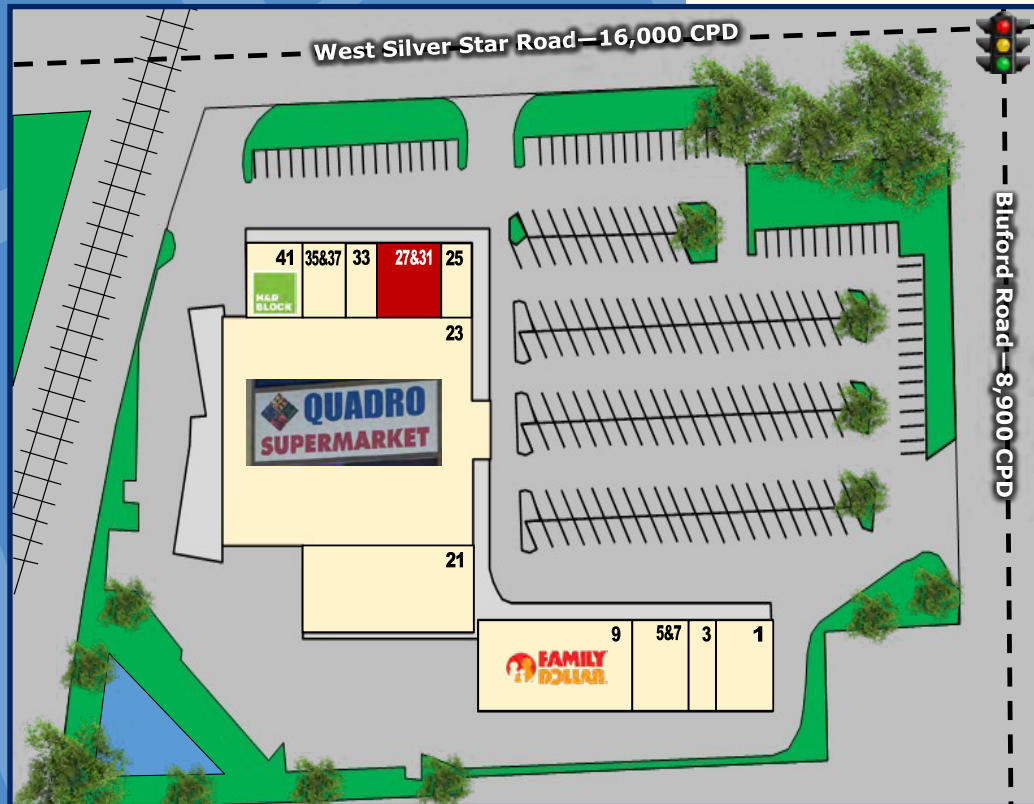 West Silver Star Road—16,000 CPD
Bluford Road—8,900 CPD
41 35&37 33 27&31 25
H&R
BLOCK
23
QUADRO
SUPERMARKET
21
9 5&7 3 1
FAMILY
DOLLAR